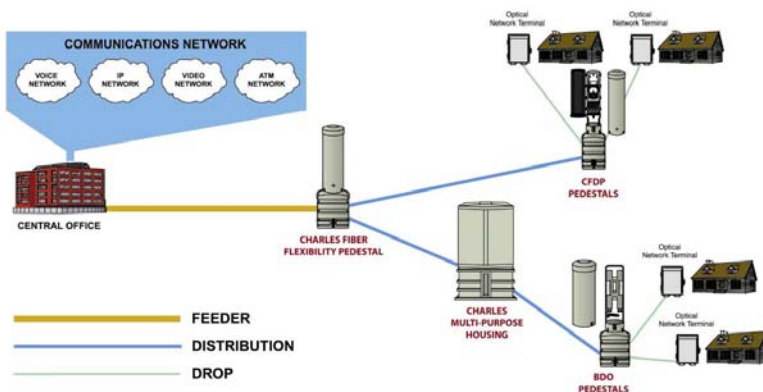 COMMUNICATIONS NETWORK
VOICE
NETWORK
IP
NETWORK
VIDEO
NETWORK
ATM
NETWORK
CENTRAL OFFICE
CHARLES FIBER
FLEXIBILITY PEDESTAL
Optical
Network Terminal
Optical
Network Terminal
CFDP
PEDESTALS
CHARLES
MULTI-PURPOSE
HOUSING
Optical
Network Terminal
Optical
Network Terminal
BDO
PEDESTALS
FEEDER
DISTRIBUTION
DROP